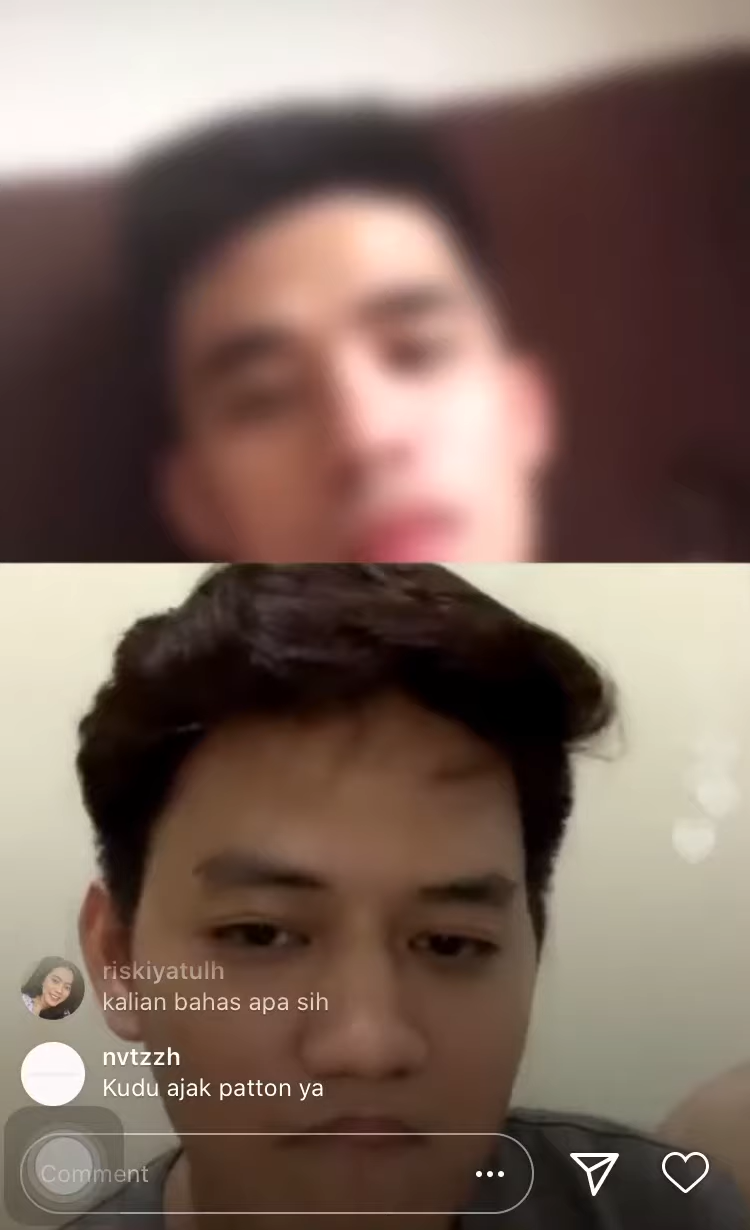 riskiyatulh
kalian bahas apa sih
nvtzzh
Kudu ajak patton ya
Comment